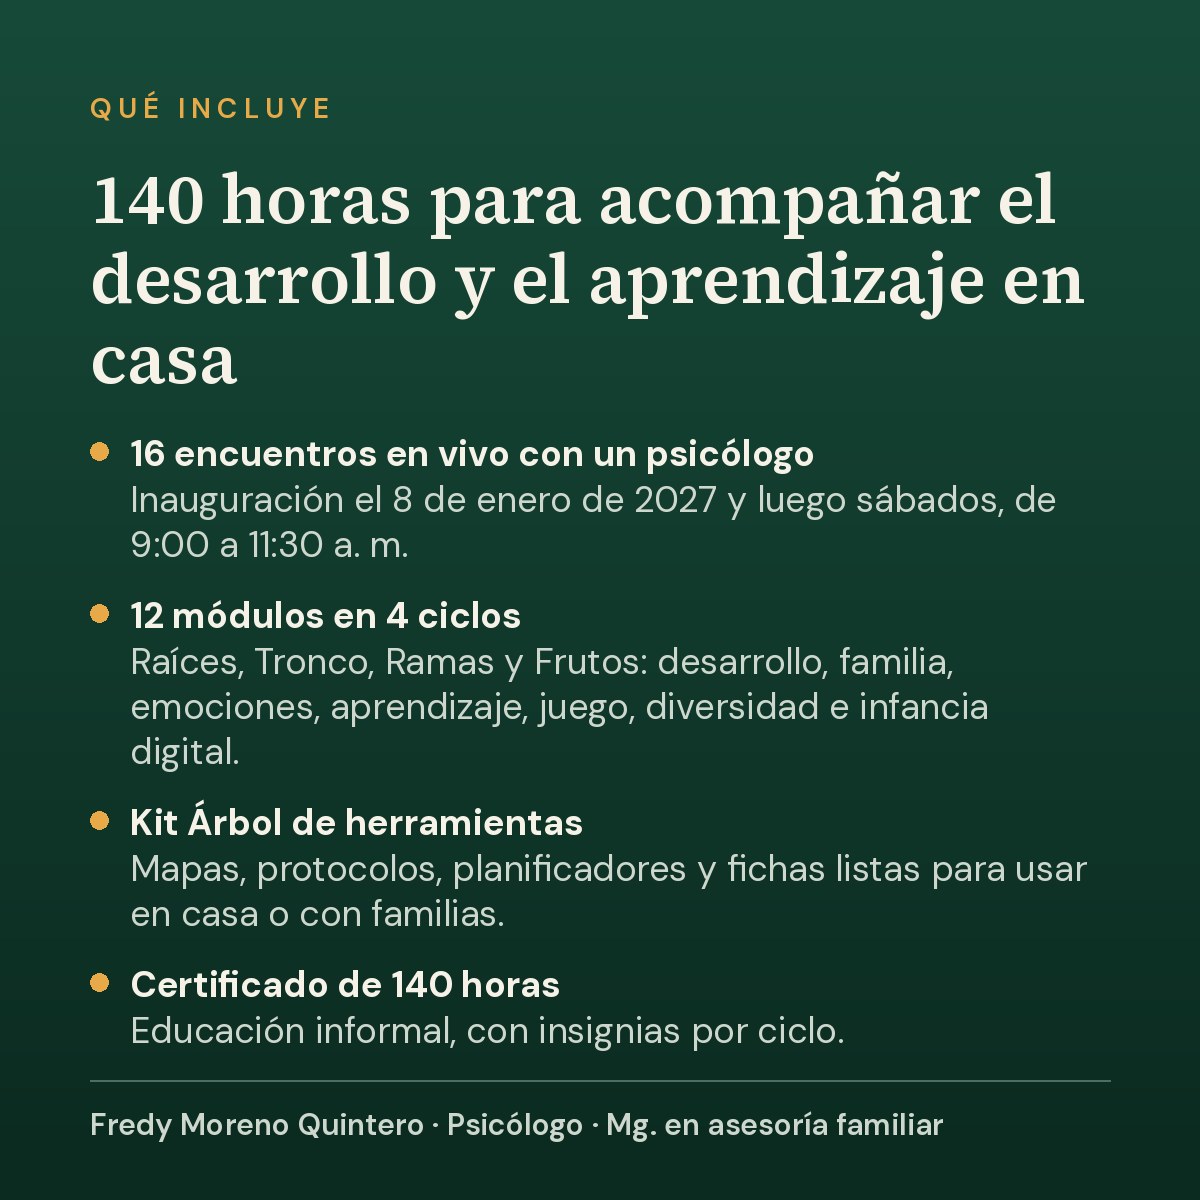 QUÉ INCLUYE
140 horas para acompañar el
desarrollo y el aprendizaje en
casa
16 encuentros en vivo con un psicólogo
Inauguración el 8 de enero de 2027 y luego sábados, de
9:00 a 11:30 a. m.
12 módulos en 4 ciclos
Raíces, Tronco, Ramas y Frutos: desarrollo, familia,
emociones, aprendizaje, juego, diversidad e infancia
digital.
Kit Árbol de herramientas
Mapas, protocolos, planificadores y fichas listas para usar
en casa o con familias.
Certificado de 140 horas
Educación informal, con insignias por ciclo.
Fredy Moreno Quintero · Psicólogo · Mg. en asesoría familiar